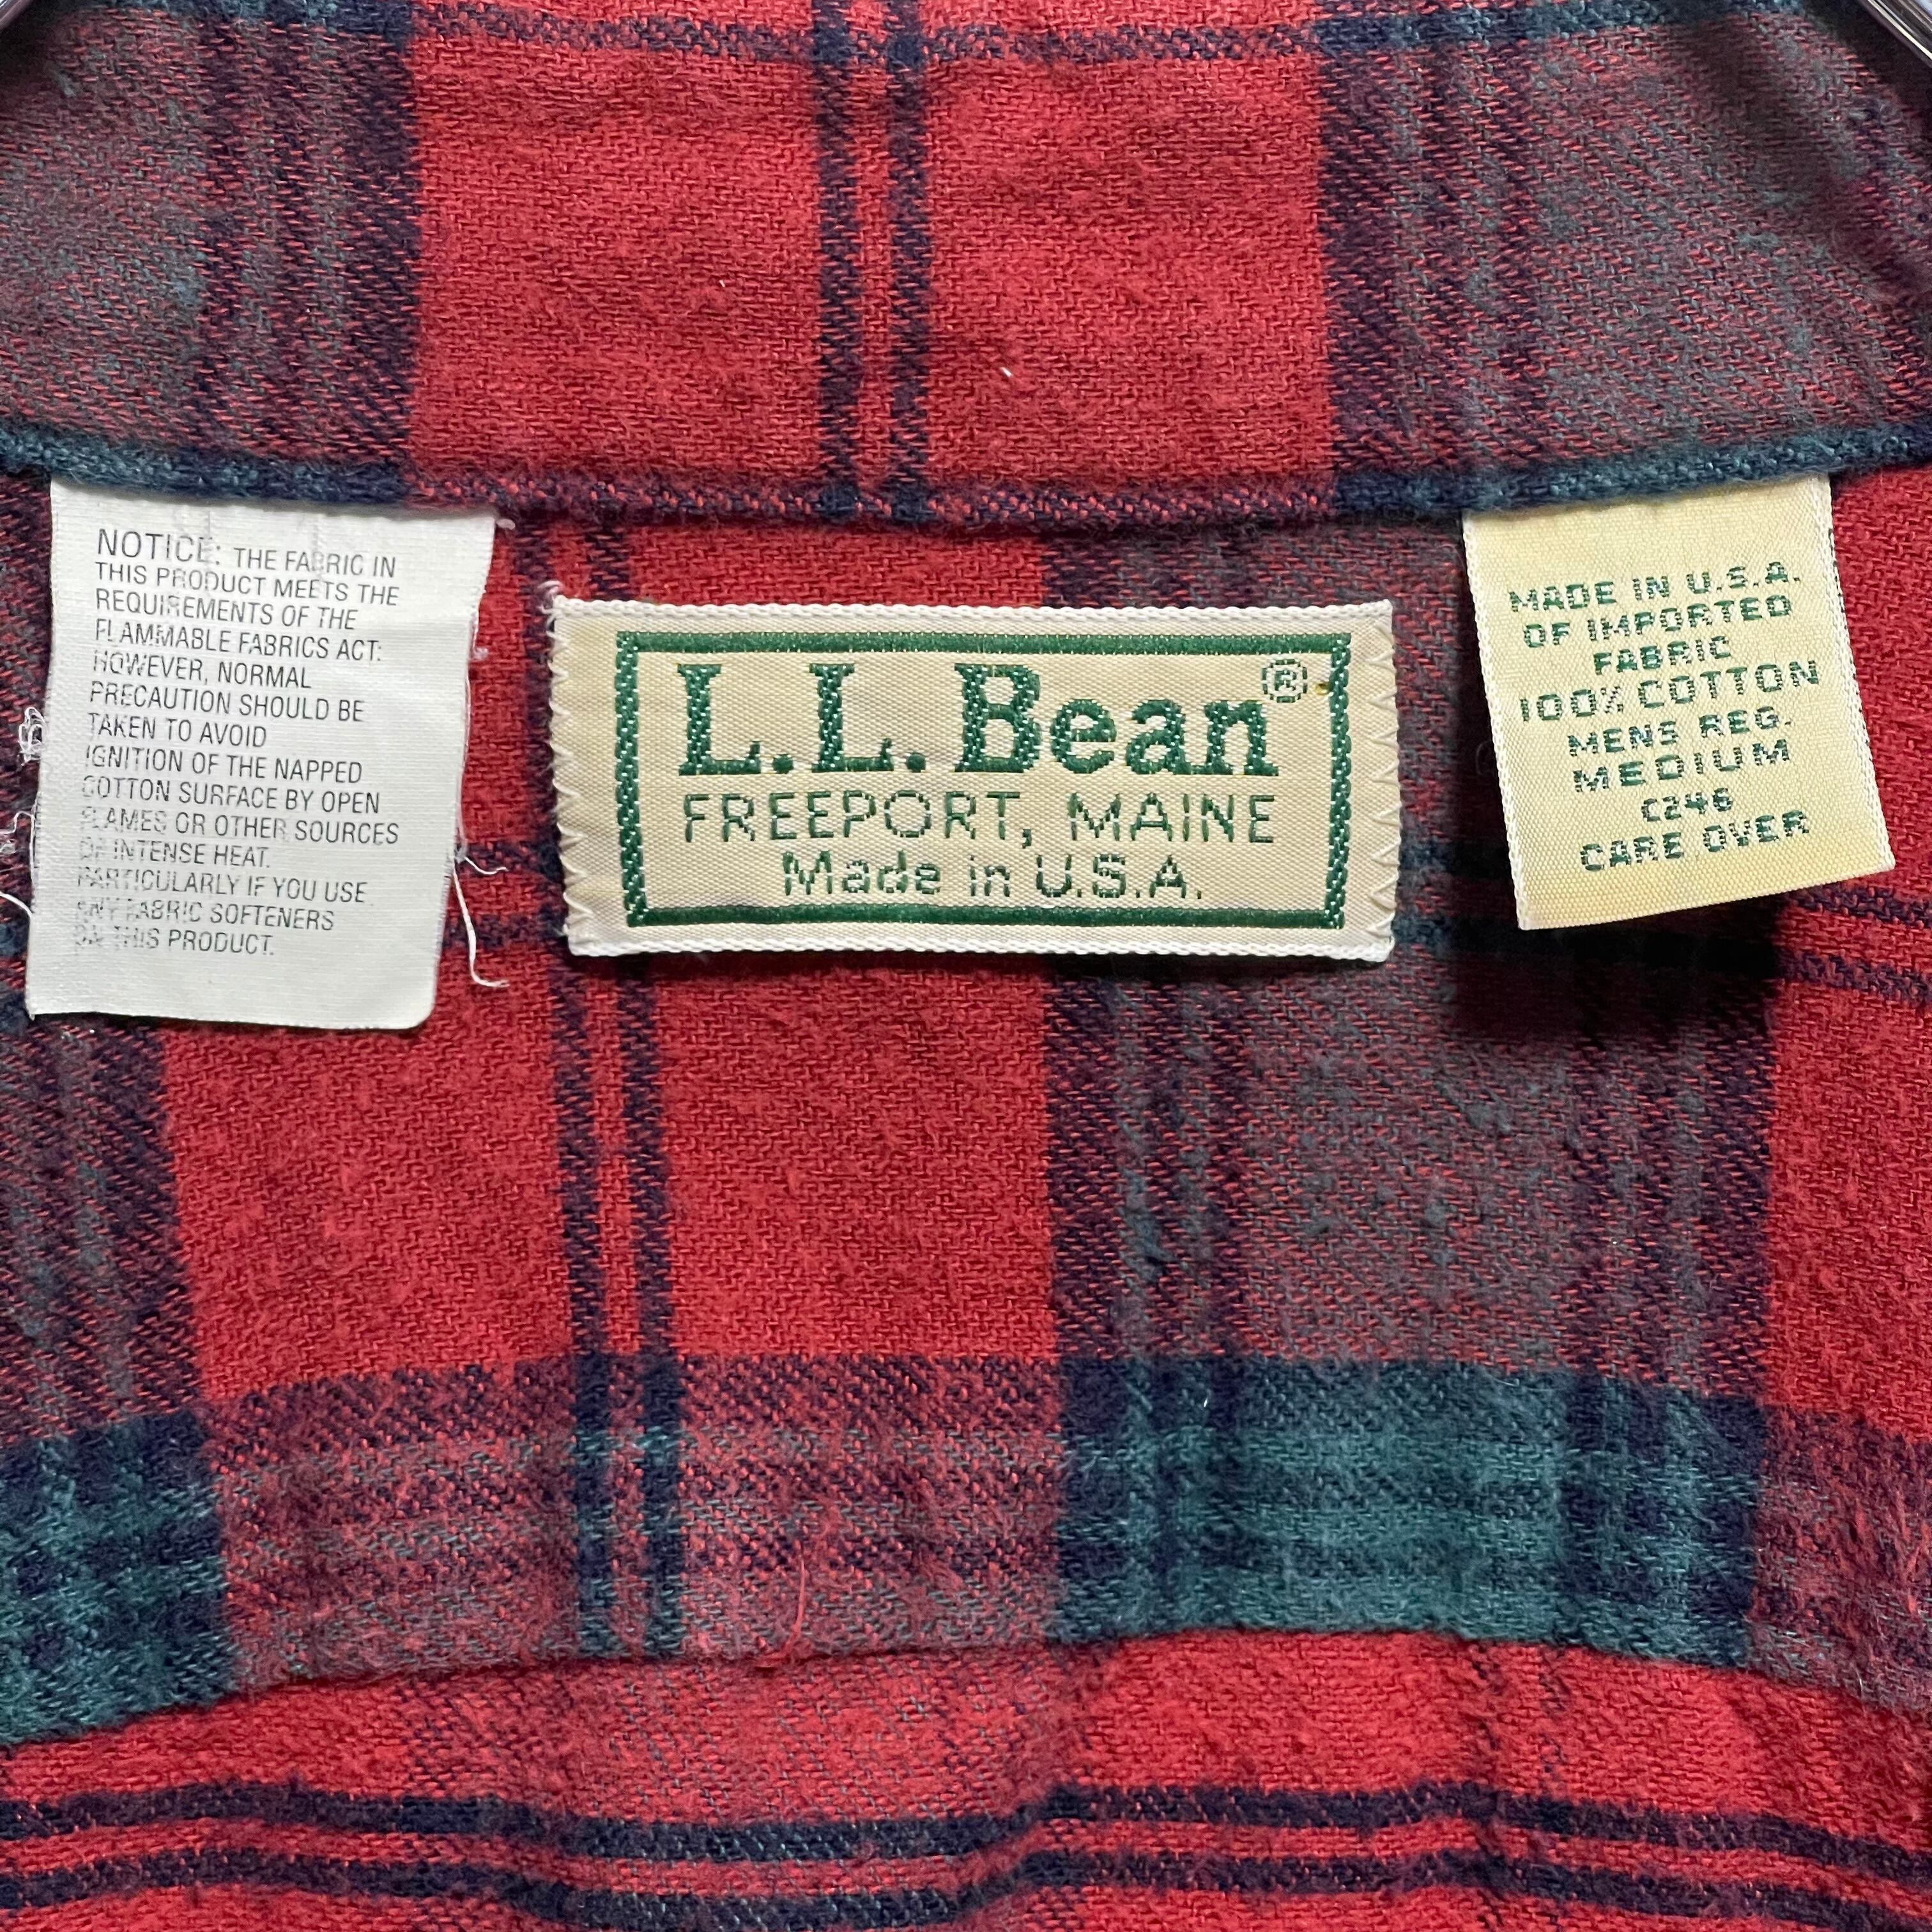 NOTICE: THE FABRIC IN
THIS PRODUCT MEETS THE
REQUIREMENTS OF THE
FLAMMABLE FABRICS ACT:
HOWEVER, NORMAL
PRECAUTION SHOULD BE
TAKEN TO AVOID
IGNITION OF THE NAPPED
COTTON SURFACE BY OPEN
FLAMES OR OTHER SOURCES
OF INTENSE HEAT.
PARTICULARLY IF YOU USE
ANY FABRIC SOFTENERS
ON THIS PRODUCT.
L.L.Bean®
FREEPORT, MAINE
Made in U.S.A.
MADE IN U.S.A.
OF IMPORTED
FABRIC
100% COTTON
MENS REG.
MEDIUM
C246
CARE OVER